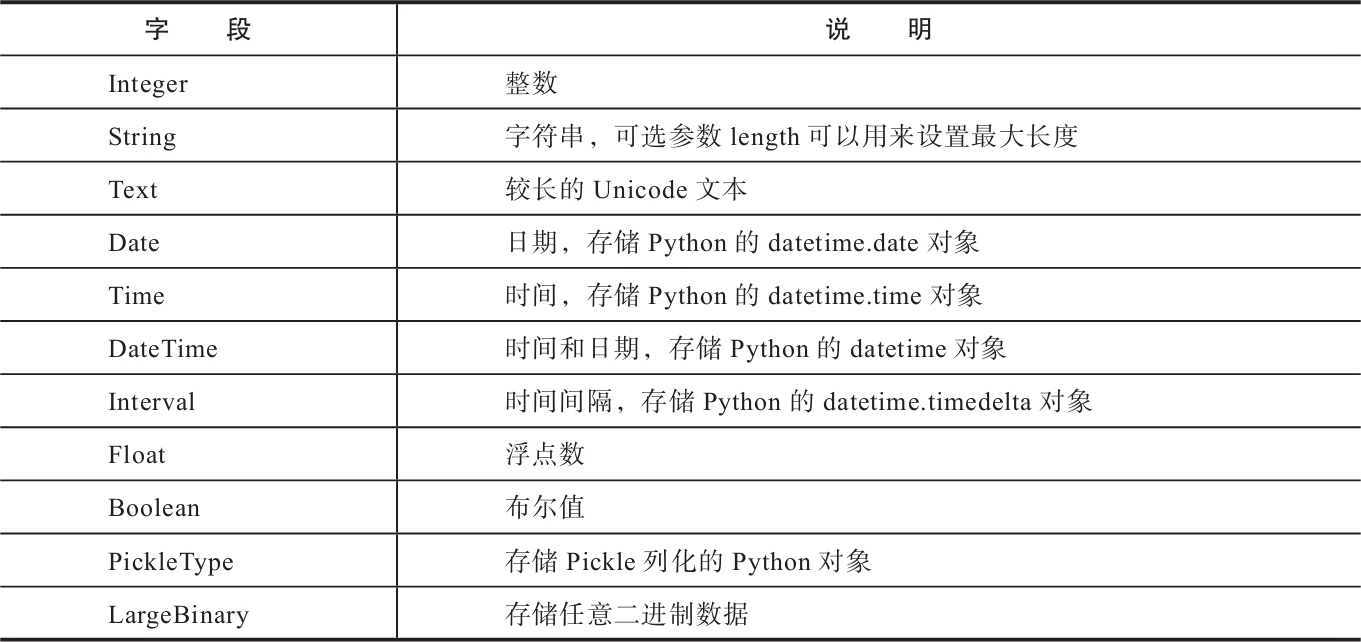 字 段 说 明
Integer 整数
String 字符串，可选参数 length 可以用来设置最大长度
Text 较长的 Unicode 文本
Date 日期，存储 Python 的 datetime.date 对象
Time 时间，存储 Python 的 datetime.time 对象
DateTime 时间和日期，存储 Python 的 datetime 对象
Interval 时间间隔，存储 Python 的 datetime.timedelta 对象
Float 浮点数
Boolean 布尔值
PickleType 存储 Pickle 列化的 Python 对象
LargeBinary 存储任意二进制数据